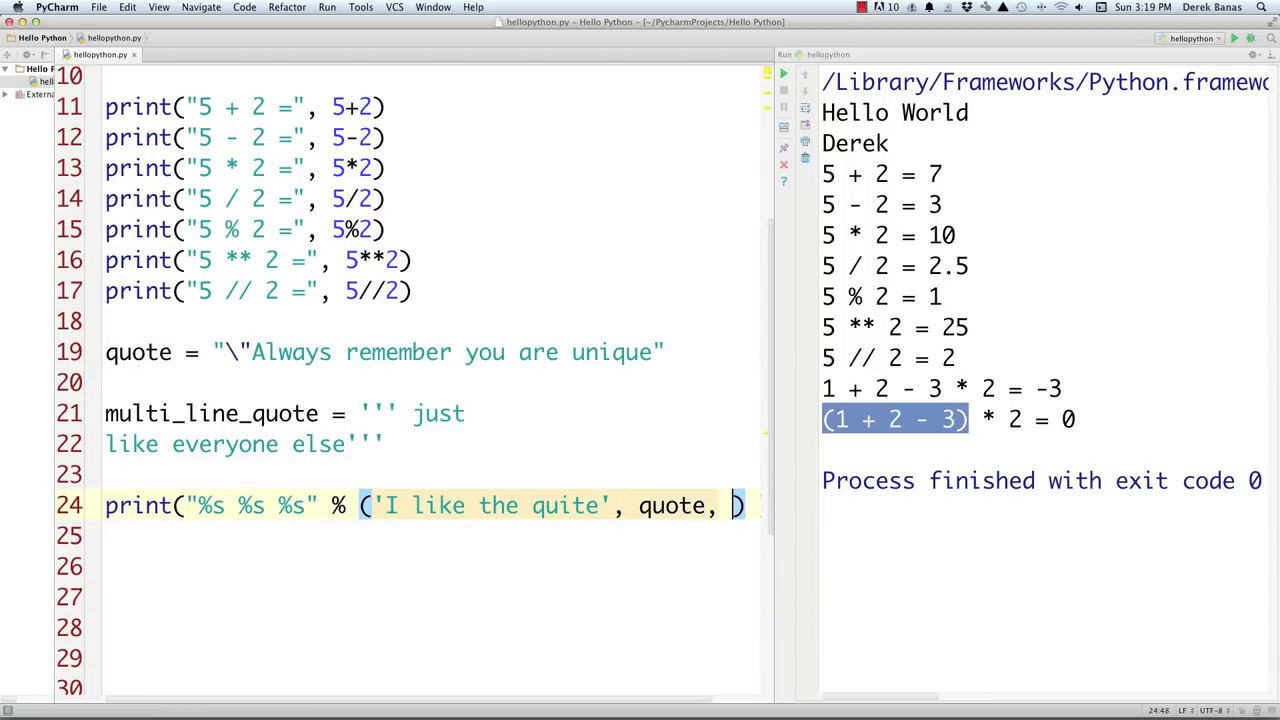 PyCharm File Edit View Navigate Code Refactor Run Tools VCS Window Help 10 Sun 3:19 PM Derek Banas
hellopython.py - Hello Python - [~/PycharmProjects/Hello Python]
Hello Python hellopython.py hellopython
hellopython.py
Hello P
hell
Externa
10
11 print("5 + 2 =", 5+2)
12 print("5 - 2 =", 5-2)
13 print("5 * 2 =", 5*2)
14 print("5 / 2 =", 5/2)
15 print("5 % 2 =", 5%2)
16 print("5 ** 2 =", 5**2)
17 print("5 // 2 =", 5//2)
18
19 quote = "\"Always remember you are unique"
20
21 multi_line_quote = ''' just
22 like everyone else'''
23
24 print("%s %s %s" % ('I like the quite', quote, )
25
26
27
28
29
30
Run hellopython
/Library/Frameworks/Python.framewo
Hello World
Derek
5 + 2 = 7
5 - 2 = 3
5 * 2 = 10
5 / 2 = 2.5
5 % 2 = 1
5 ** 2 = 25
5 // 2 = 2
1 + 2 - 3 * 2 = -3
(1 + 2 - 3) * 2 = 0
Process finished with exit code 0
24:48 LF UTF-8